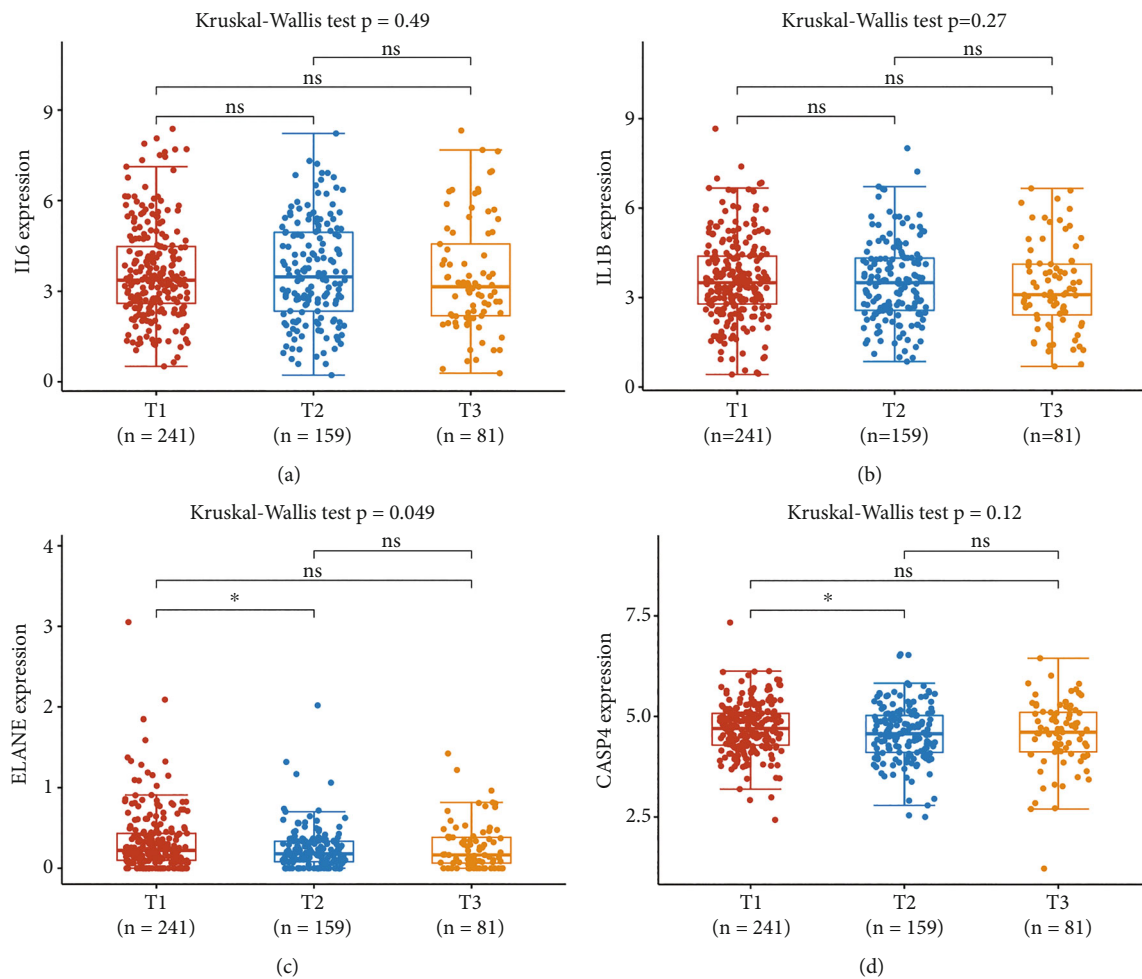 Kruskal-Wallis test p = 0.49
ns
ns
ns
IL6 expression
9
6
3
0
T1
T2
T3
(n = 241)
(n = 159)
(n = 81)
(a)
Kruskal-Wallis test p=0.27
ns
ns
ns
IL1B expression
9
6
3
0
T1
T2
T3
(n=241)
(n=159)
(n=81)
(b)
Kruskal-Wallis test p = 0.049
ns
ns
*
ELANE expression
4
3
2
1
0
T1
T2
T3
(n = 241)
(n = 159)
(n = 81)
(c)
Kruskal-Wallis test p = 0.12
ns
ns
*
CASP4 expression
7.5
5.0
2.5
T1
T2
T3
(n = 241)
(n = 159)
(n = 81)
(d)